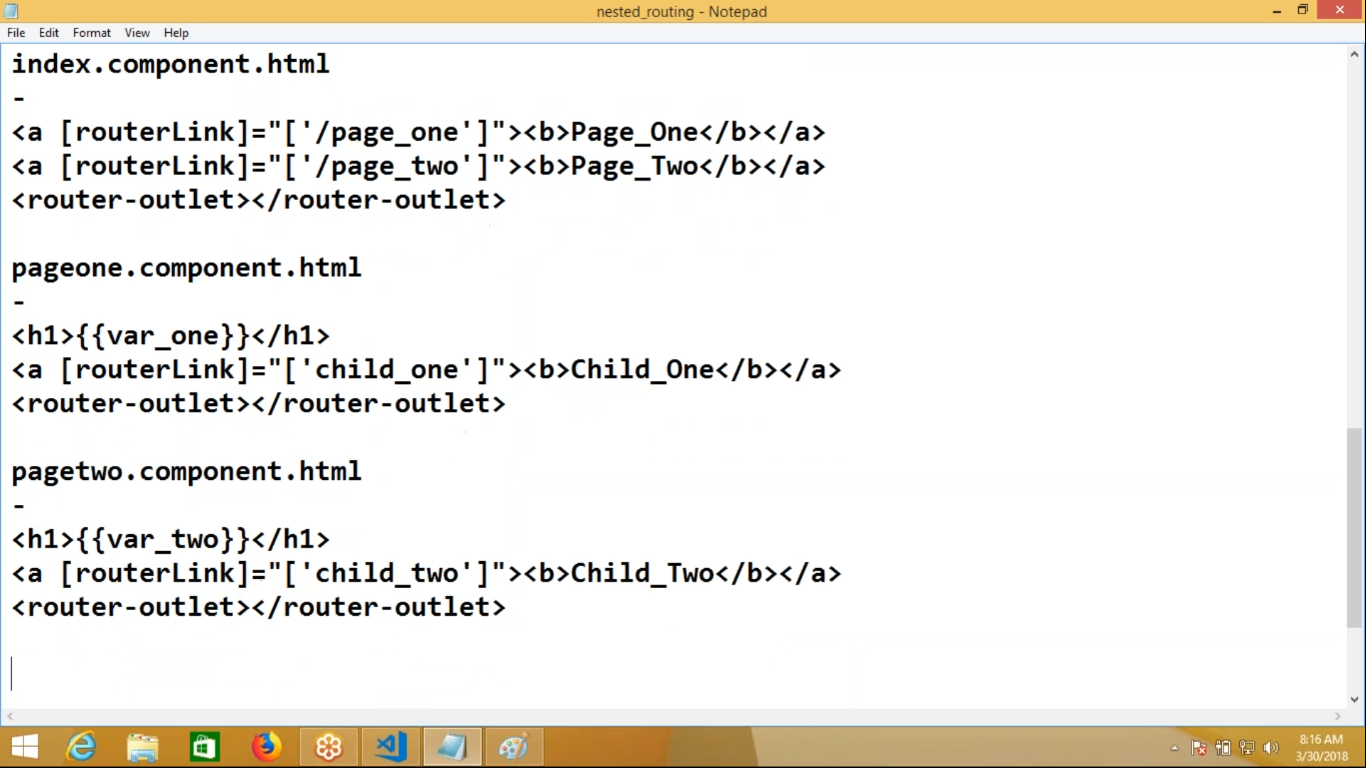 nested_routing - Notepad
File Edit Format View Help
index.component.html
-
<a [routerLink]="['/page_one']"><b>Page_One</b></a>
<a [routerLink]="['/page_two']"><b>Page_Two</b></a>
<router-outlet></router-outlet>
pageone.component.html
-
<h1>{{var_one}}</h1>
<a [routerLink]="['child_one']"><b>Child_One</b></a>
<router-outlet></router-outlet>
pagetwo.component.html
-
<h1>{{var_two}}</h1>
<a [routerLink]="['child_two']"><b>Child_Two</b></a>
<router-outlet></router-outlet>
8:16 AM
3/30/2018